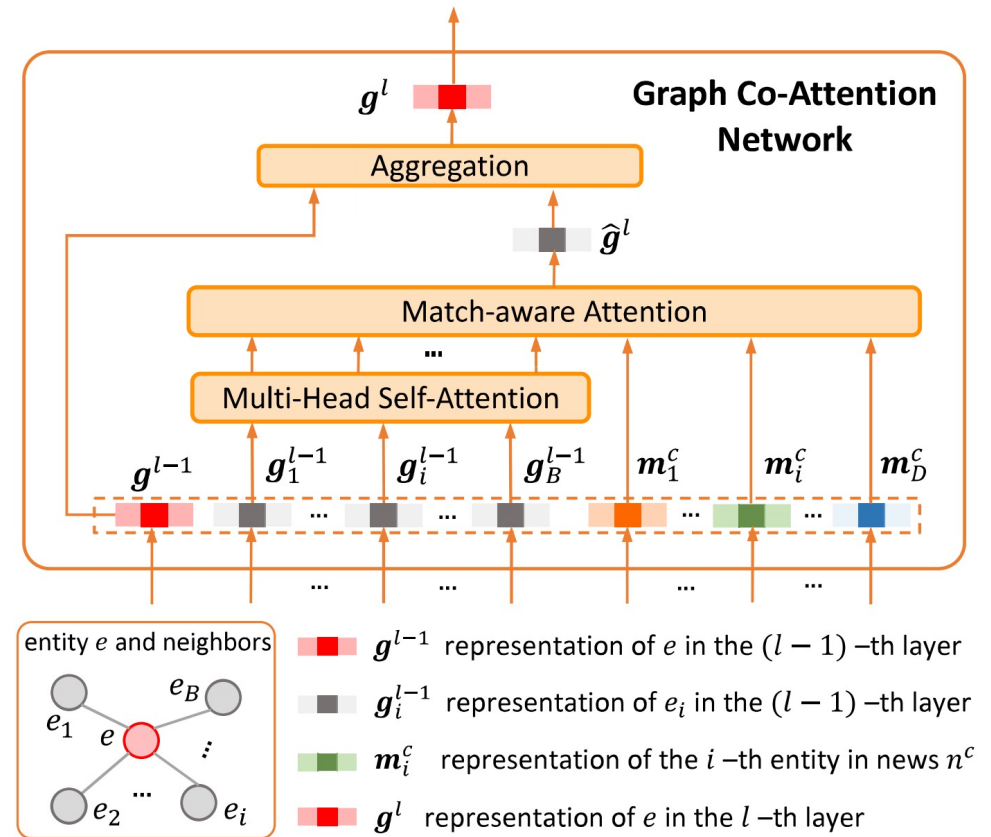 𝒈^l
Graph Co-Attention
Network
Aggregation
𝒈̂^l
Match-aware Attention
...
Multi-Head Self-Attention
𝒈^{l−1} 𝒈_1^{l−1} 𝒈_i^{l−1} 𝒈_B^{l−1} 𝒎_1^c 𝒎_i^c 𝒎_D^c
... ... ... ...
... ... ... ...
entity e and neighbors
e_1
e_B
e
...
...
e_2
e_i
𝒈^{l−1} representation of e in the (l − 1) –th layer
𝒈_i^{l−1} representation of e_i in the (l − 1) –th layer
𝒎_i^c representation of the i –th entity in news n^c
𝒈^l representation of e in the l –th layer